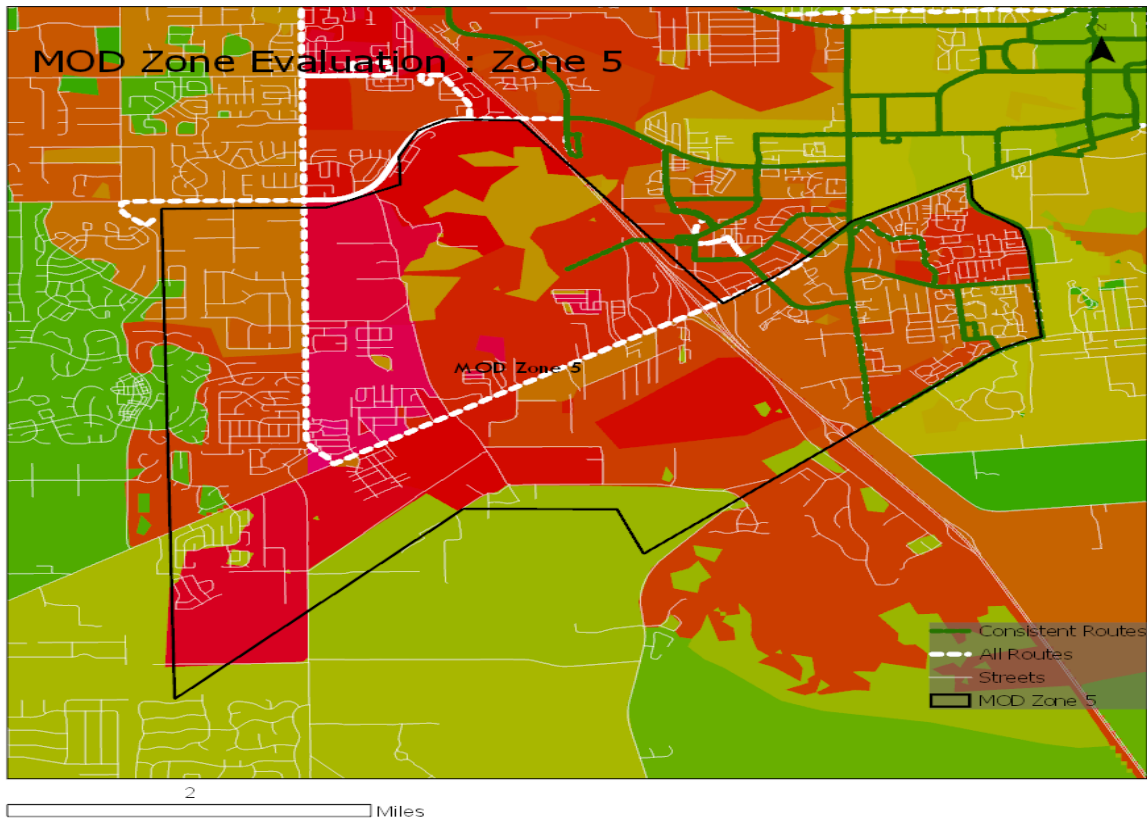 MOD Zone Evaluation : Zone 5
N
MOD Zone 5
Consistent Routes
All Routes
Streets
MOD Zone 5
2
Miles